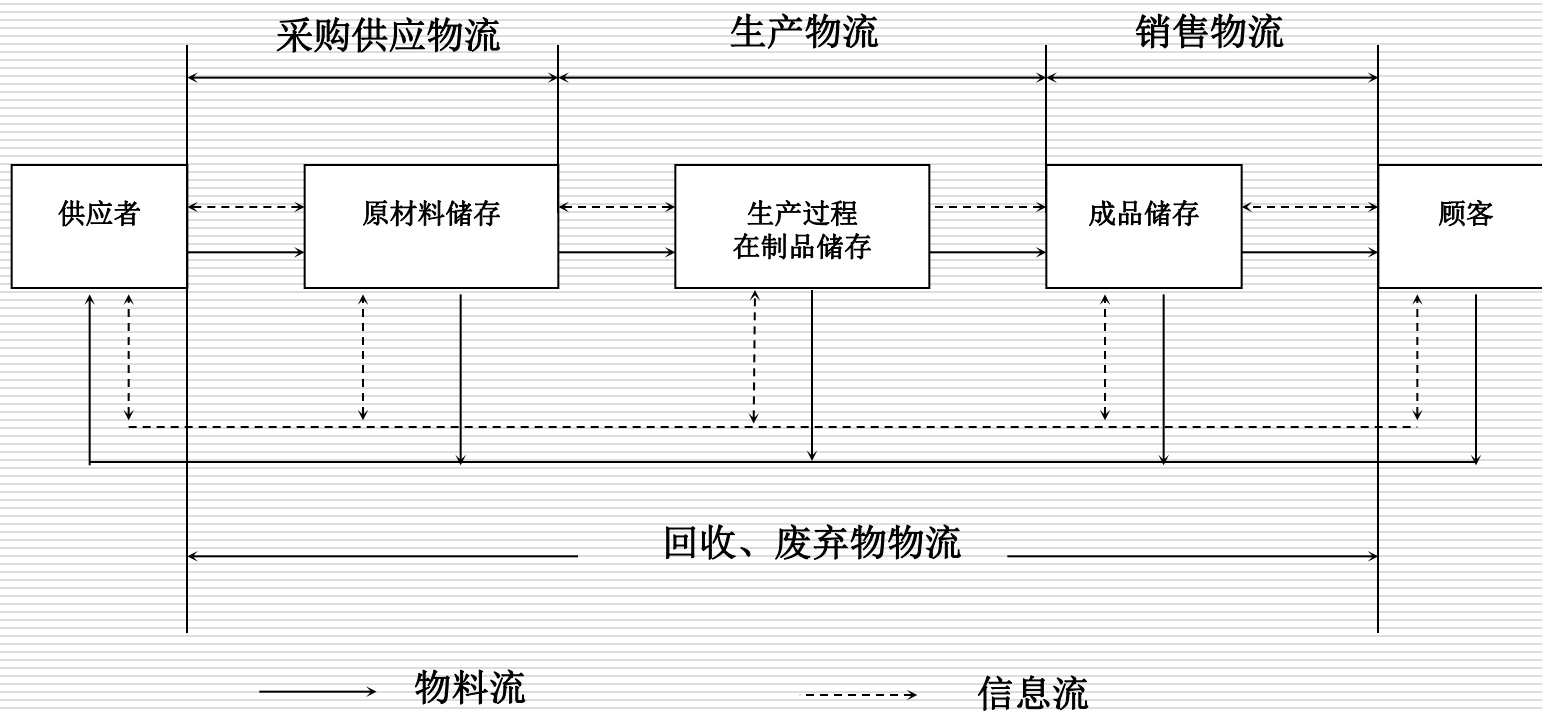 采购供应物流
生产物流
销售物流
供应者
原材料储存
生产过程
在制品储存
成品储存
顾客
回收、废弃物物流
物料流
信息流